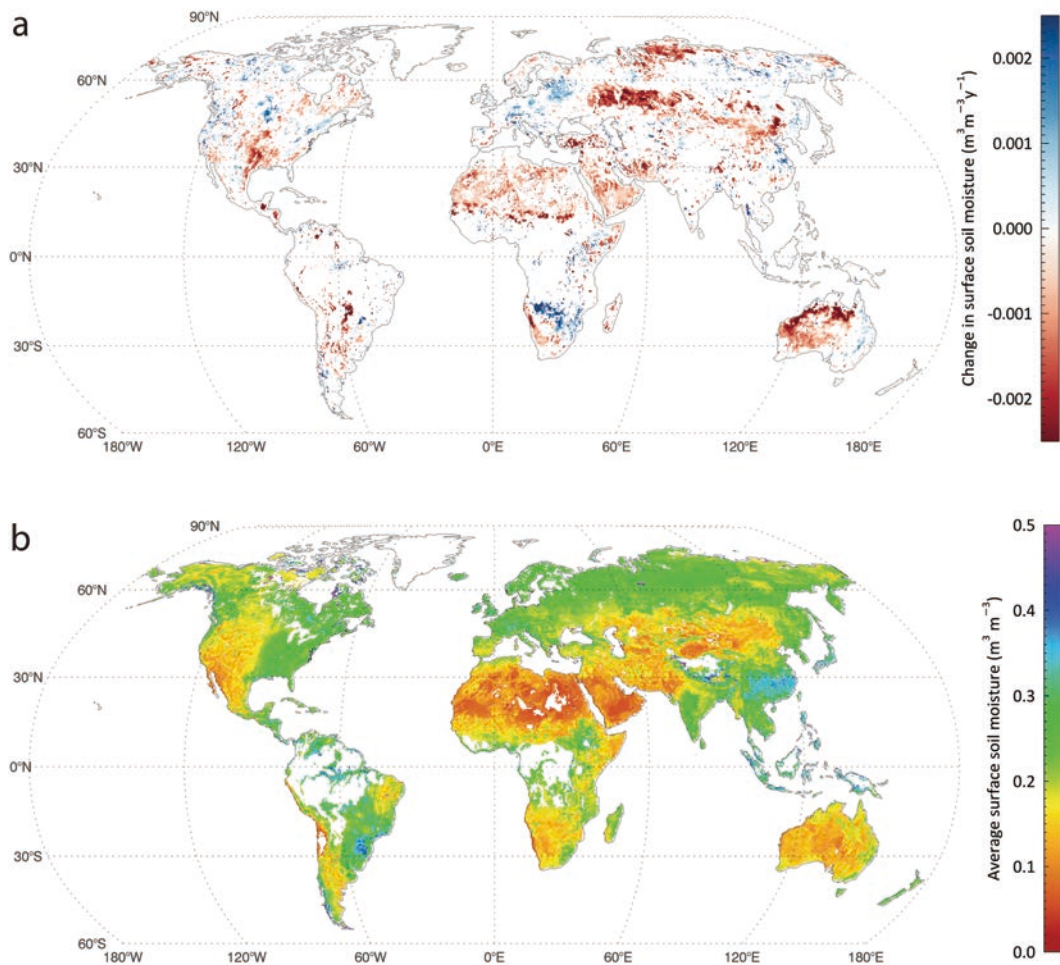 a
90°N
60°N
30°N
0°N
30°S
60°S
180°W
120°W
60°W
0°E
60°E
120°E
180°E
0.002
0.001
0.000
-0.001
-0.002
Change in surface soil moisture (m³ m⁻³ y⁻¹)
b
90°N
60°N
30°N
0°N
30°S
60°S
180°W
120°W
60°W
0°E
60°E
120°E
180°E
0.5
0.4
0.3
0.2
0.1
0.0
Average surface soil moisture (m³ m⁻³)